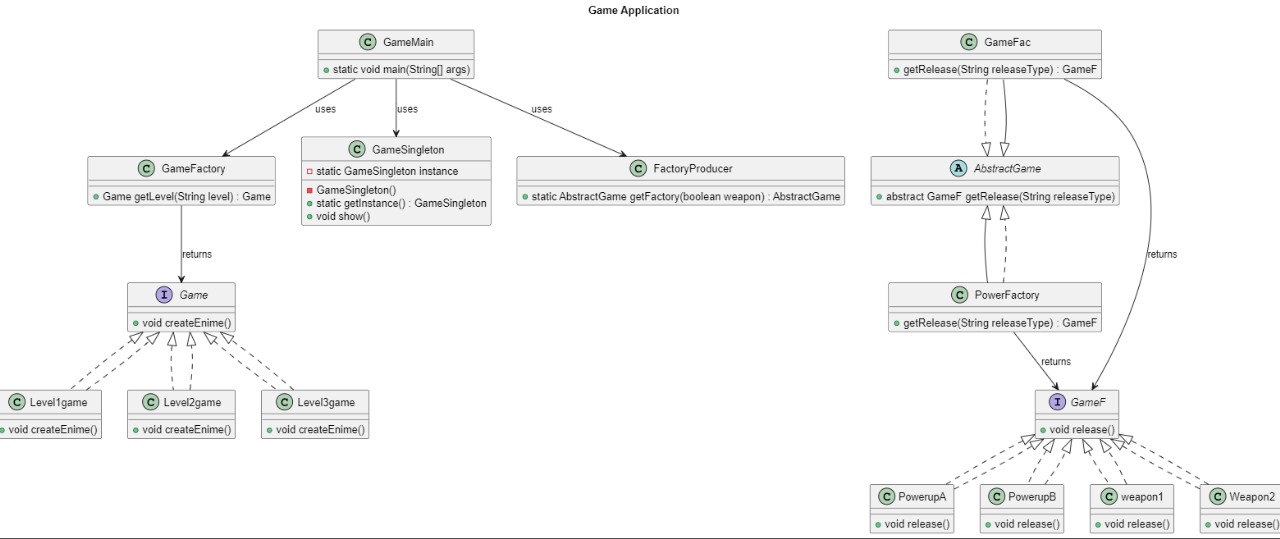 Game Application
C GameMain
static void main(String[] args)
C GameFac
getRelease(String releaseType) : GameF
uses
uses
uses
C GameFactory
Game getLevel(String level) : Game
C GameSingleton
static GameSingleton instance
GameSingleton()
static getInstance() : GameSingleton
void show()
C FactoryProducer
static AbstractGame getFactory(boolean weapon) : AbstractGame
A AbstractGame
abstract GameF getRelease(String releaseType)
returns
returns
I Game
void createEnime()
C PowerFactory
getRelease(String releaseType) : GameF
returns
C Level1game
void createEnime()
C Level2game
void createEnime()
C Level3game
void createEnime()
I GameF
void release()
C PowerupA
void release()
C PowerupB
void release()
C weapon1
void release()
C Weapon2
void release()